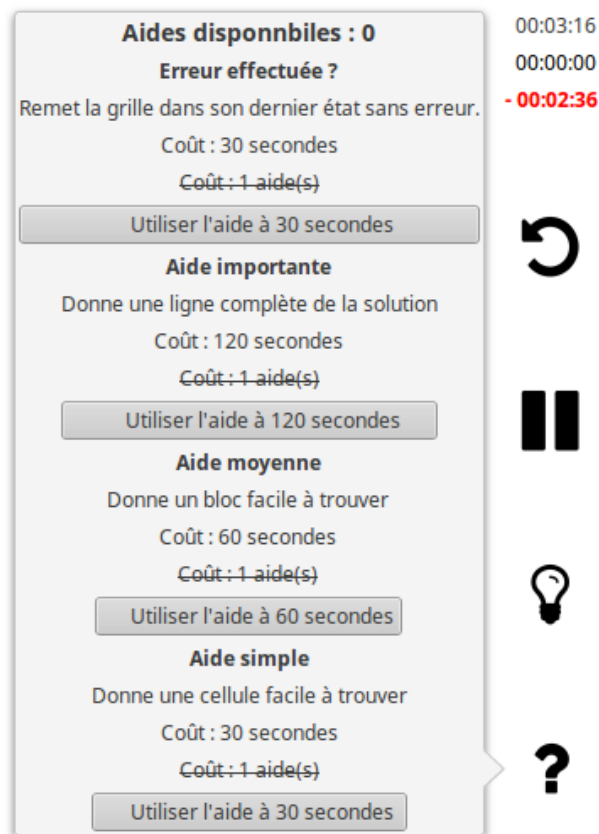 Aides disponnbiles : 0
Erreur effectuée ?
Remet la grille dans son dernier état sans erreur.
Coût : 30 secondes
Coût : 1 aide(s)
Utiliser l'aide à 30 secondes
Aide importante
Donne une ligne complète de la solution
Coût : 120 secondes
Coût : 1 aide(s)
Utiliser l'aide à 120 secondes
Aide moyenne
Donne un bloc facile à trouver
Coût : 60 secondes
Coût : 1 aide(s)
Utiliser l'aide à 60 secondes
Aide simple
Donne une cellule facile à trouver
Coût : 30 secondes
Coût : 1 aide(s)
Utiliser l'aide à 30 secondes
00:03:16
00:00:00
- 00:02:36
?